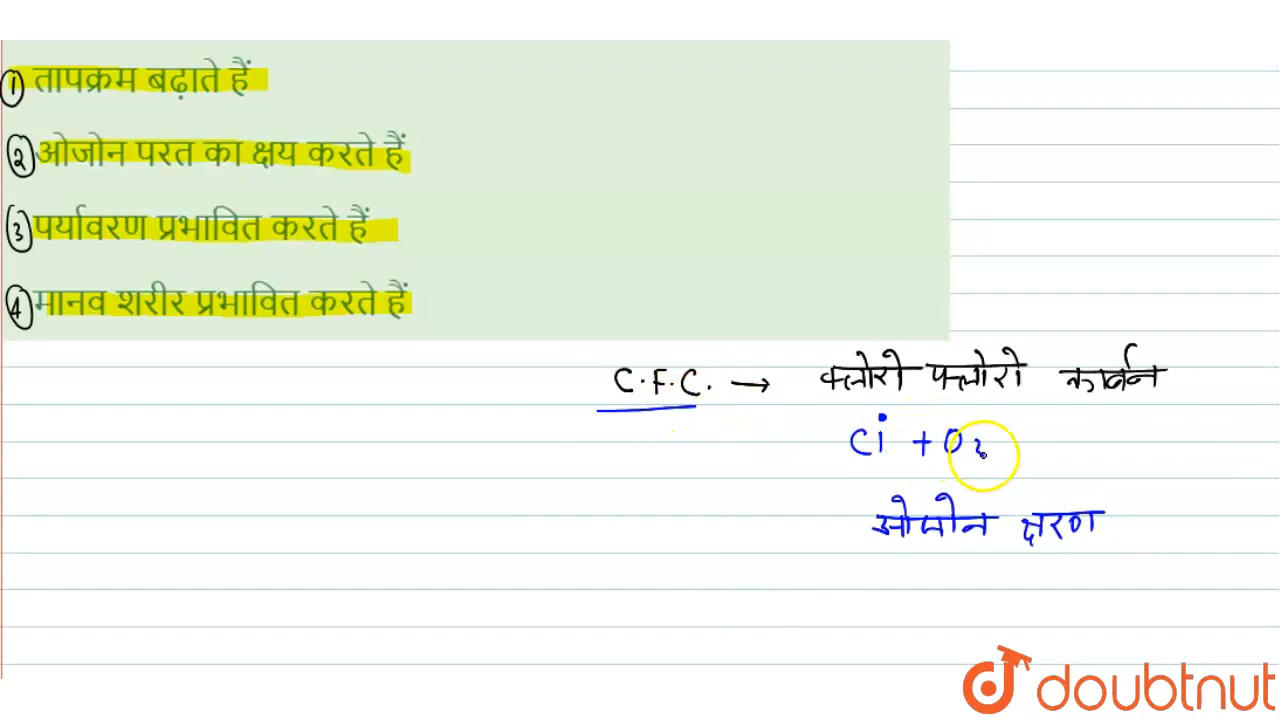 ① तापक्रम बढ़ाते हैं
② ओजोन परत का क्षय करते हैं
③ पर्यावरण प्रभावित करते हैं
④ मानव शरीर प्रभावित करते हैं
C.F.C. → क्लोरो फ्लोरो कार्बन
Cl• + O₂
ओजोन क्षरण
doubtnut